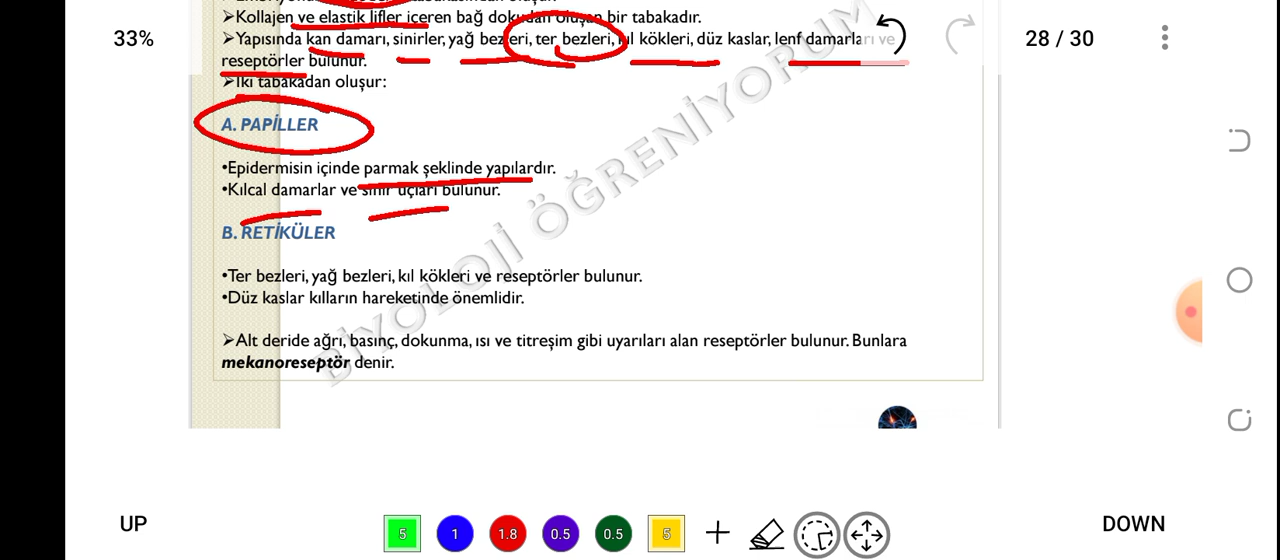 33%
28 / 30
➢Kollajen ve elastik lifler içeren bağ dokudan oluşan bir tabakadır.
➢Yapısında kan damarı, sinirler, yağ bezleri, ter bezleri, kıl kökleri, düz kaslar, lenf damarları ve
reseptörler bulunur.
➢İki tabakadan oluşur:
A. PAPİLLER
•Epidermisin içinde parmak şeklinde yapılardır.
•Kılcal damarlar ve sinir uçları bulunur.
B. RETİKÜLER
•Ter bezleri, yağ bezleri, kıl kökleri ve reseptörler bulunur.
•Düz kaslar kılların hareketinde önemlidir.
➢Alt deride ağrı, basınç, dokunma, ısı ve titreşim gibi uyarıları alan reseptörler bulunur. Bunlara
mekanoreseptör denir.
BİYOLOJİ ÖĞRENİYORUM
UP
5
1
1.8
0.5
0.5
5
DOWN